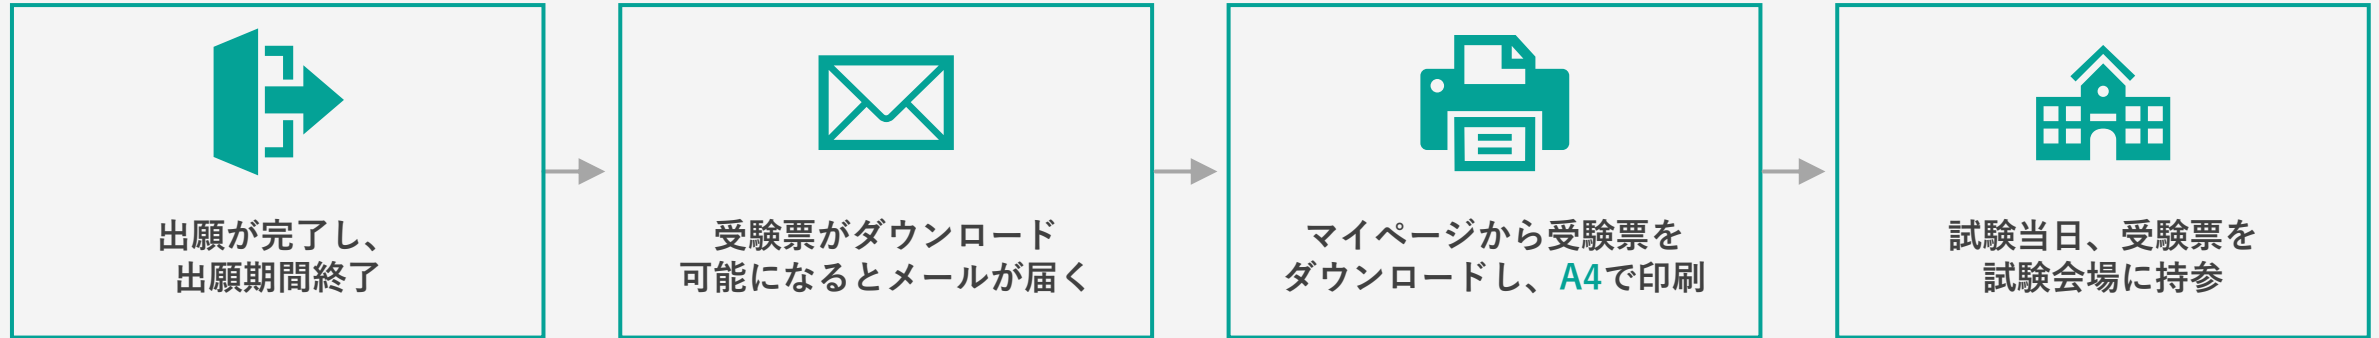 出願が完了し、
出願期間終了
受験票がダウンロード
可能になるとメールが届く
マイページから受験票を
ダウンロードし、A4で印刷
試験当日、受験票を
試験会場に持参